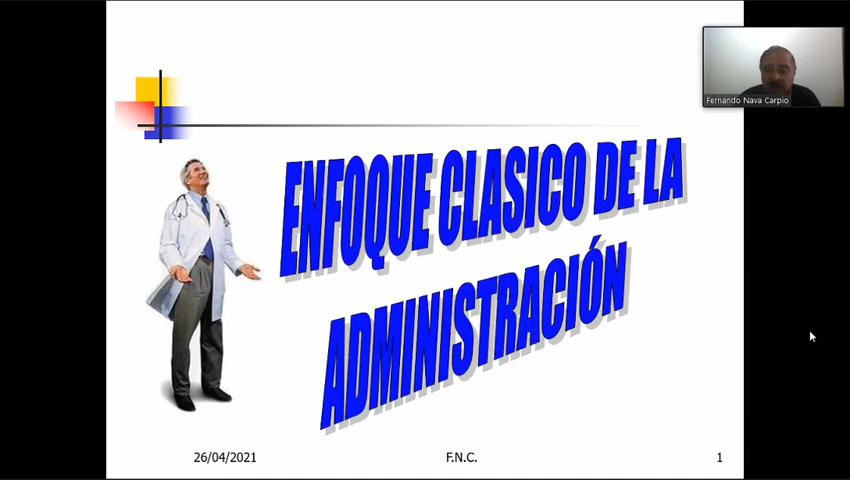 Fernando Nava Carpio
ENFOQUE CLASICO DE LA
ADMINISTRACIÓN
26/04/2021 F.N.C. 1